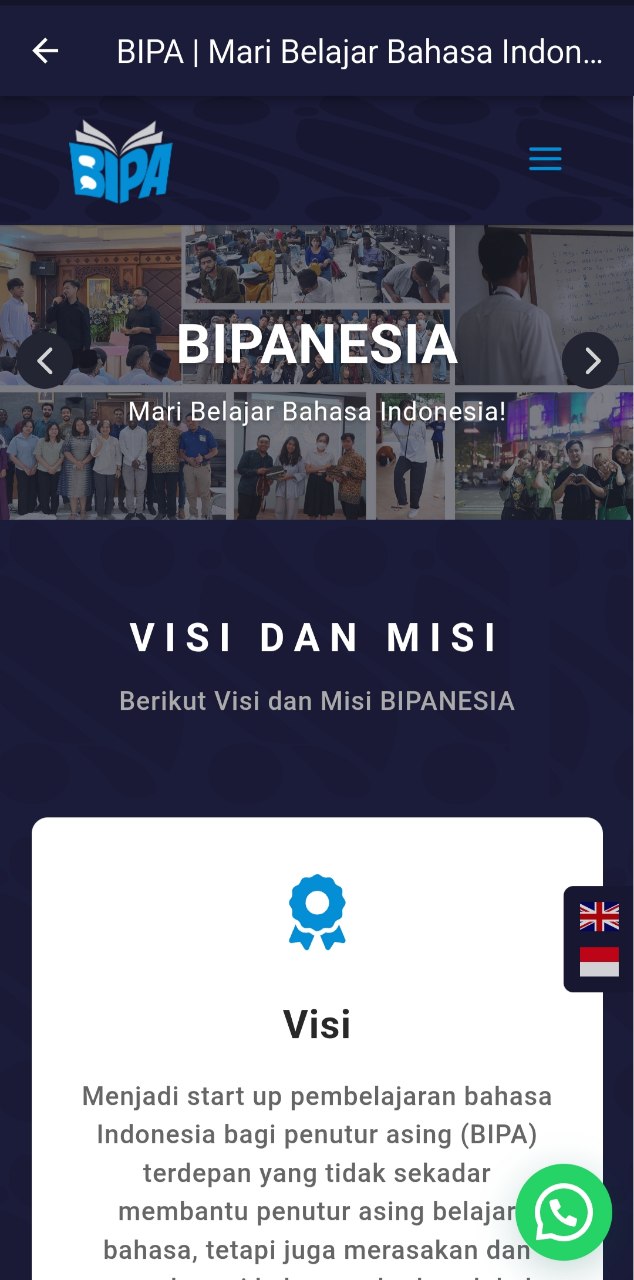 BIPA | Mari Belajar Bahasa Indon...
BIPA
BIPANESIA
Mari Belajar Bahasa Indonesia!
VISI DAN MISI
Berikut Visi dan Misi BIPANESIA
Visi
Menjadi start up pembelajaran bahasa
Indonesia bagi penutur asing (BIPA)
terdepan yang tidak sekadar
membantu penutur asing belajar
bahasa, tetapi juga merasakan dan